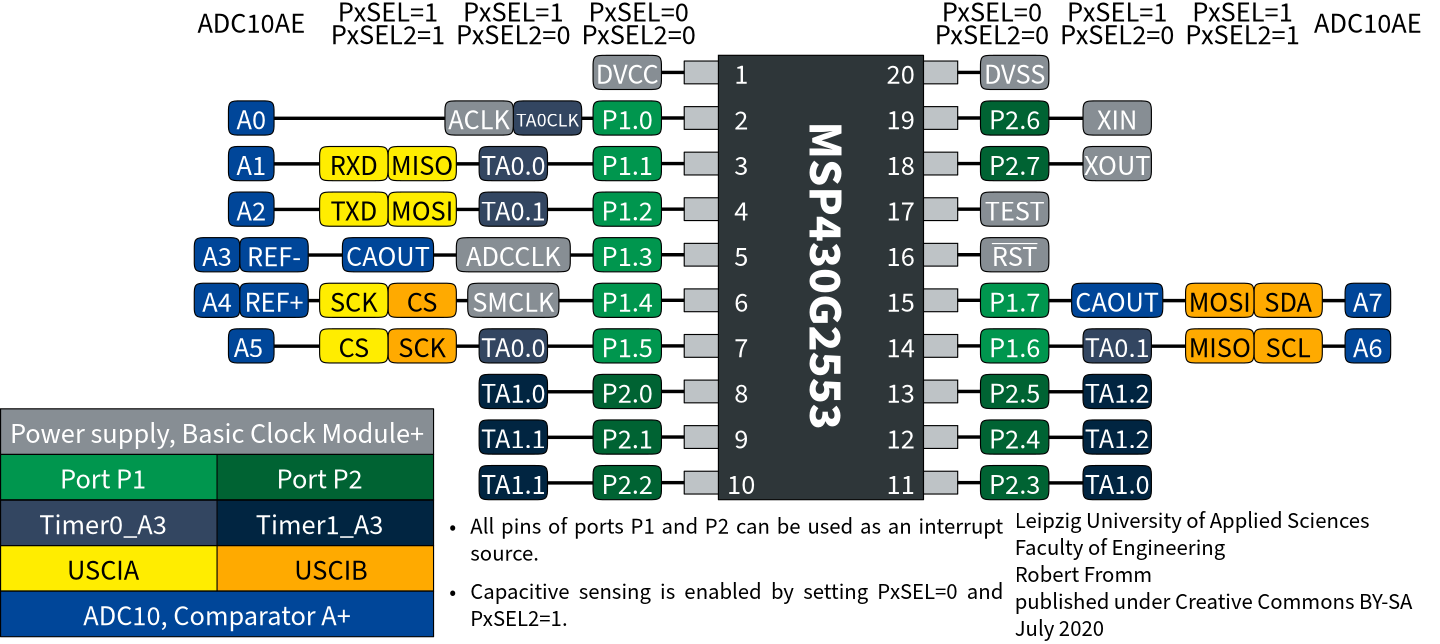 ADC10AE PxSEL=1 PxSEL=1 PxSEL=0 PxSEL=0 PxSEL=1 PxSEL=1 ADC10AE
PxSEL2=1 PxSEL2=0 PxSEL2=0 PxSEL2=0 PxSEL2=0 PxSEL2=1
DVCC 1 20 DVSS
A0 ACLK TA0CLK P1.0 2 19 P2.6 XIN
A1 RXD MISO TA0.0 P1.1 3 18 P2.7 XOUT
A2 TXD MOSI TA0.1 P1.2 4 17 TEST
A3 REF- CAOUT ADCCLK P1.3 5 16 RST
A4 REF+ SCK CS SMCLK P1.4 6 15 P1.7 CAOUT MOSI SDA A7
A5 CS SCK TA0.0 P1.5 7 14 P1.6 TA0.1 MISO SCL A6
TA1.0 P2.0 8 13 P2.5 TA1.2
TA1.1 P2.1 9 12 P2.4 TA1.2
TA1.1 P2.2 10 11 P2.3 TA1.0
MSP430G2553
Power supply, Basic Clock Module+
Port P1 Port P2
Timer0_A3 Timer1_A3
USCIA USCIB
ADC10, Comparator A+
• All pins of ports P1 and P2 can be used as an interrupt
source.
• Capacitive sensing is enabled by setting PxSEL=0 and
PxSEL2=1.
Leipzig University of Applied Sciences
Faculty of Engineering
Robert Fromm
published under Creative Commons BY-SA
July 2020